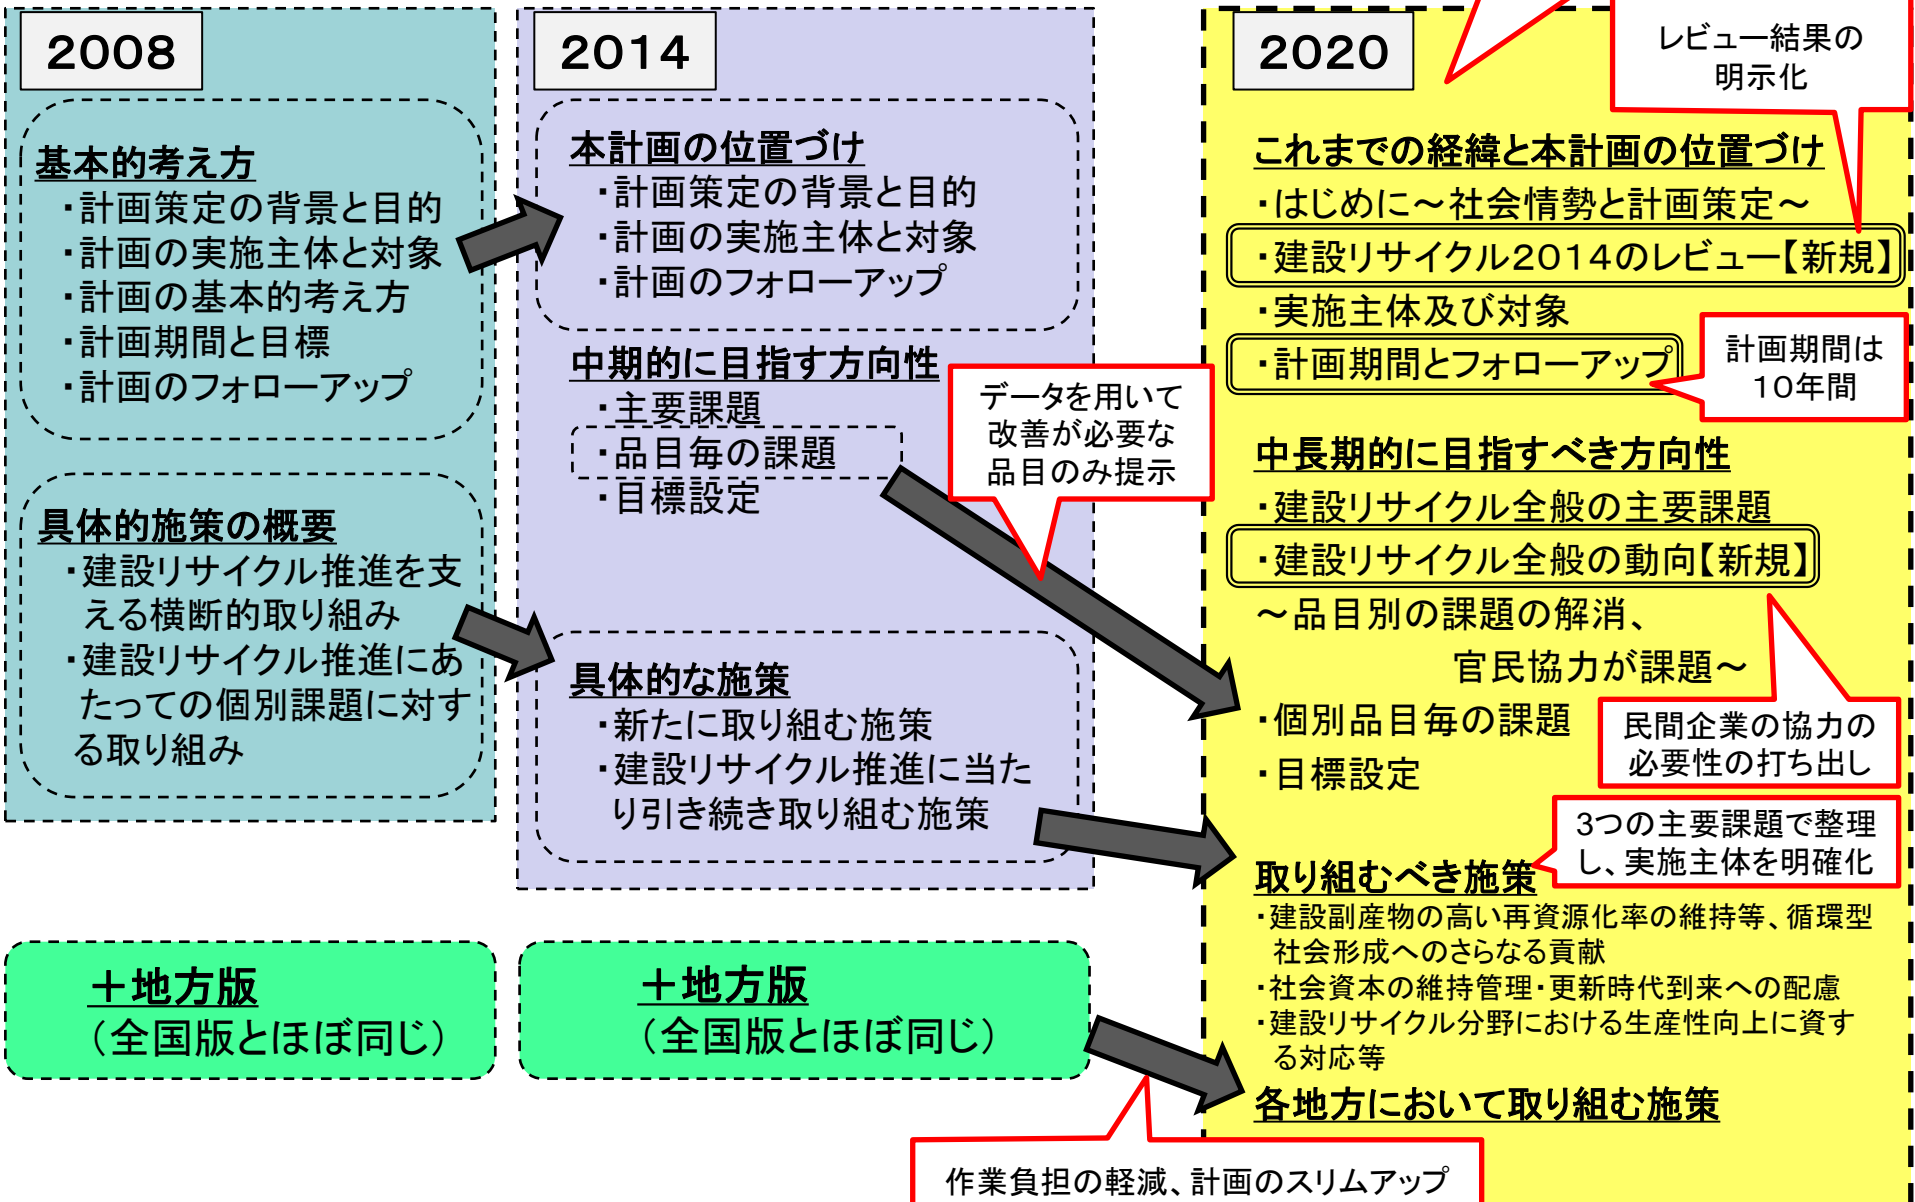 2008
基本的考え方
・計画策定の背景と目的
・計画の実施主体と対象
・計画の基本的考え方
・計画期間と目標
・計画のフォローアップ
具体的施策の概要
・建設リサイクル推進を支
える横断的取り組み
・建設リサイクル推進にあ
たっての個別課題に対す
る取り組み
＋地方版
（全国版とほぼ同じ）
2014
本計画の位置づけ
・計画策定の背景と目的
・計画の実施主体と対象
・計画のフォローアップ
中期的に目指す方向性
・主要課題
・品目毎の課題
・目標設定
データを用いて
改善が必要な
品目のみ提示
具体的な施策
・新たに取り組む施策
・建設リサイクル推進に当た
り引き続き取り組む施策
＋地方版
（全国版とほぼ同じ）
2020
レビュー結果の
明示化
これまでの経緯と本計画の位置づけ
・はじめに～社会情勢と計画策定～
・建設リサイクル2014のレビュー【新規】
・実施主体及び対象
・計画期間とフォローアップ
計画期間は
10年間
中長期的に目指すべき方向性
・建設リサイクル全般の主要課題
・建設リサイクル全般の動向【新規】
～品目別の課題の解消、
官民協力が課題～
・個別品目毎の課題
・目標設定
民間企業の協力の
必要性の打ち出し
3つの主要課題で整理
し、実施主体を明確化
取り組むべき施策
・建設副産物の高い再資源化率の維持等、循環型
社会形成へのさらなる貢献
・社会資本の維持管理・更新時代到来への配慮
・建設リサイクル分野における生産性向上に資す
る対応等
各地方において取り組む施策
作業負担の軽減、計画のスリムアップ